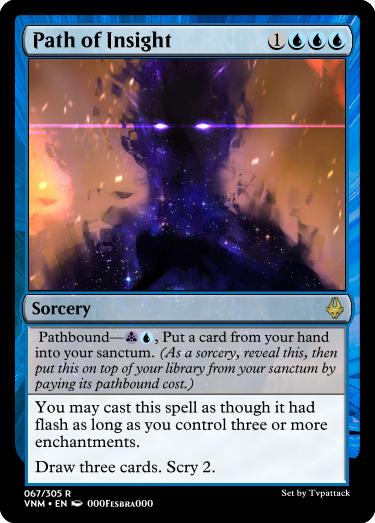 Path of Insight 1
Sorcery
Pathbound—, Put a card from your hand
into your sanctum. (As a sorcery, reveal this, then
put this on top of your library from your sanctum by
paying its pathbound cost.)
You may cast this spell as though it had
flash as long as you control three or more
enchantments.
Draw three cards. Scry 2.
067/305 R
VNM • EN 000Fesbra000
Set by Tvpattack